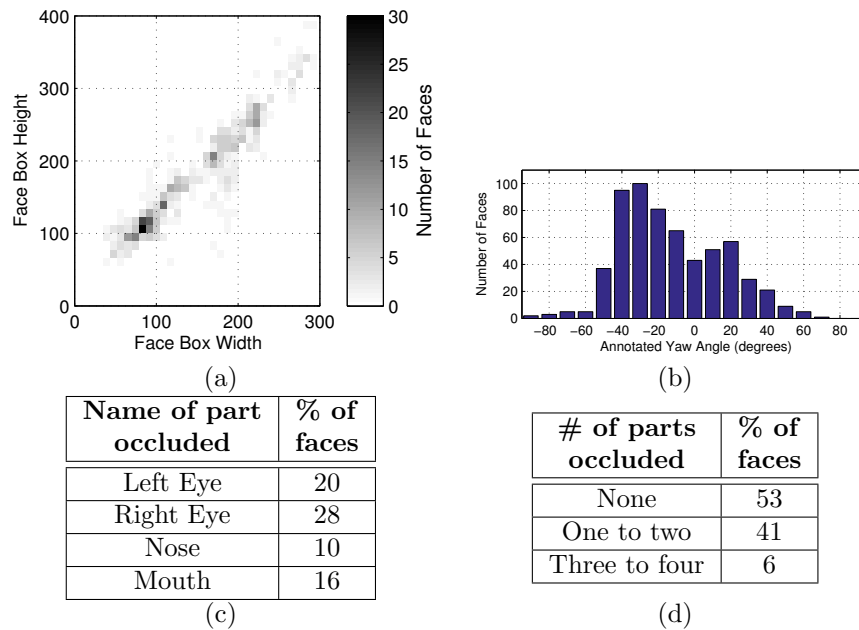 400
300
200
100
0
0 100 200 300
Face Box Height
Face Box Width
30
25
20
15
10
5
0
Number of Faces
(a)
100
80
60
40
20
0
−80 −60 −40 −20 0 20 40 60 80
Number of Faces
Annotated Yaw Angle (degrees)
(b)
Name of part % of
occluded faces
Left Eye 20
Right Eye 28
Nose 10
Mouth 16
(c)
# of parts % of
occluded faces
None 53
One to two 41
Three to four 6
(d)